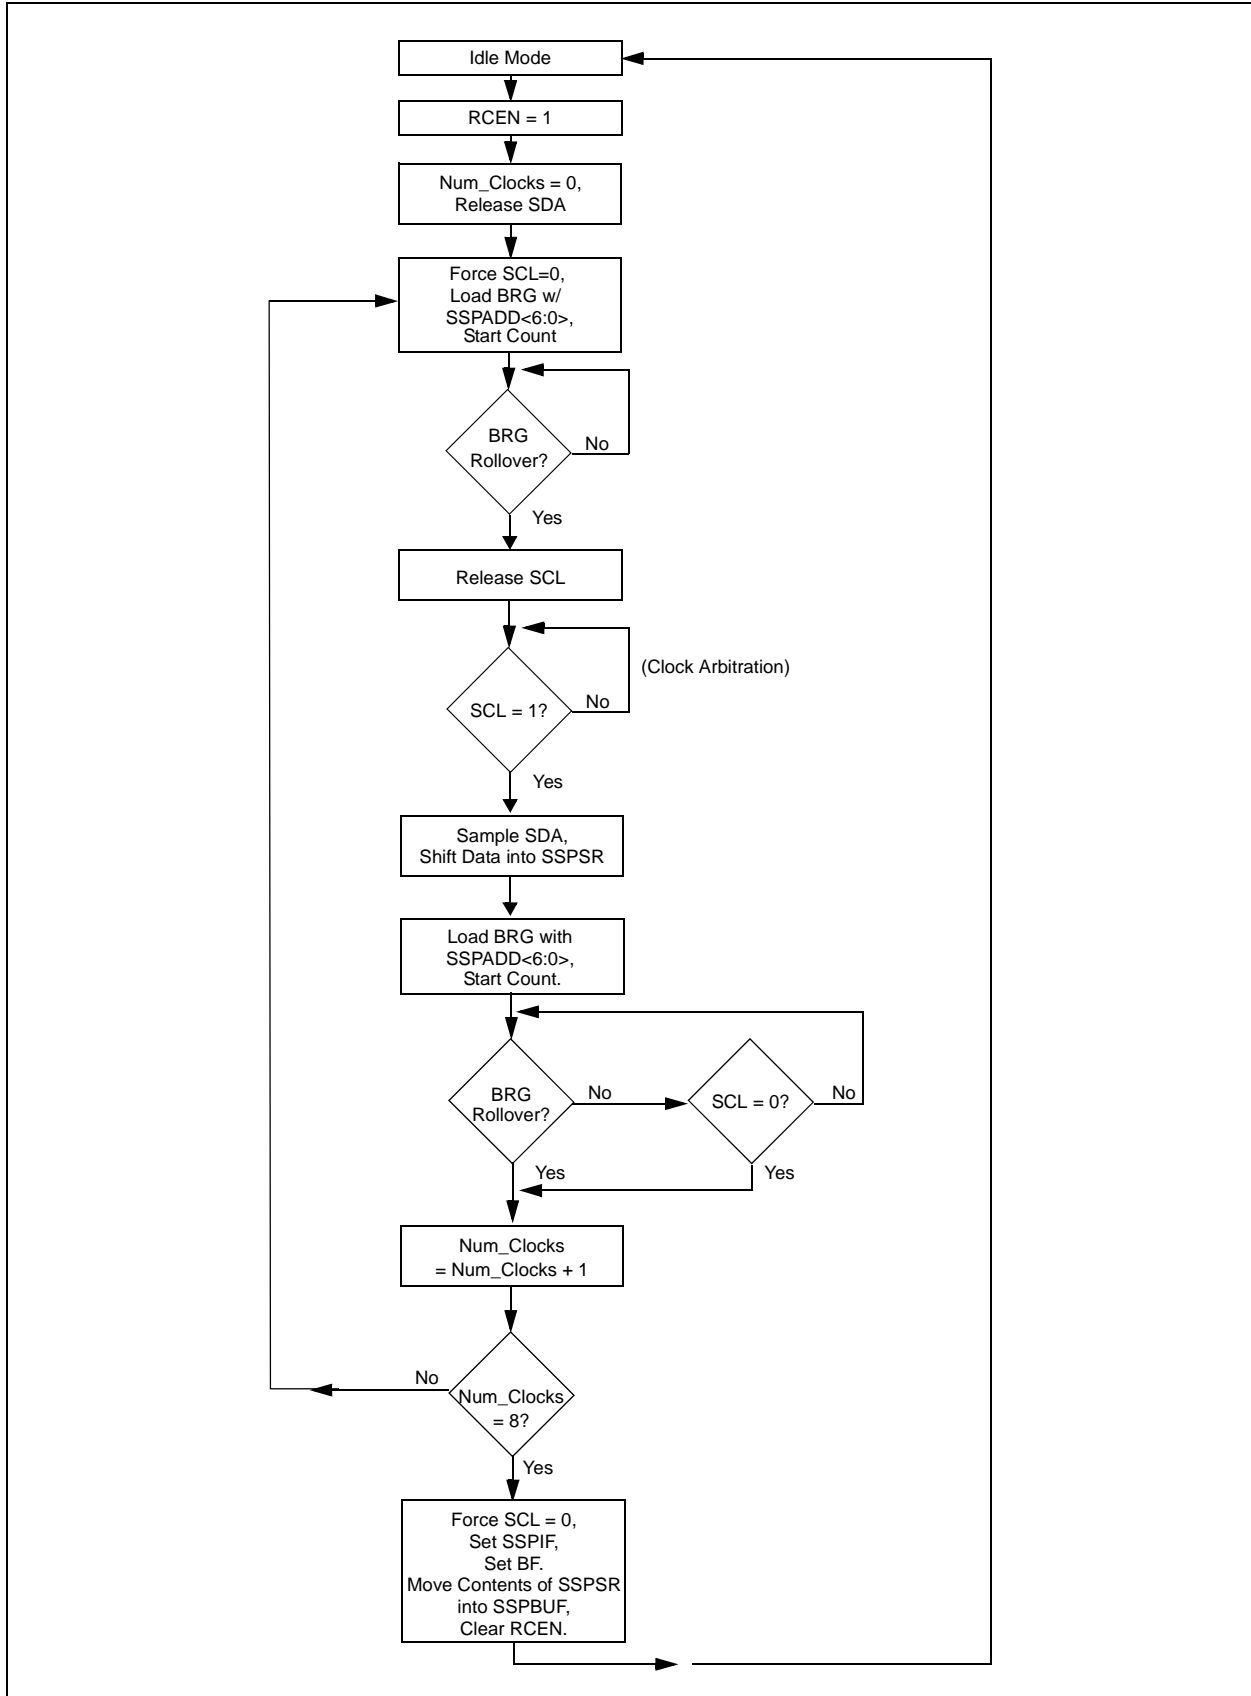 Idle Mode
RCEN = 1
Num_Clocks = 0,
Release SDA
Force SCL=0,
Load BRG w/
SSPADD<6:0>,
Start Count
BRG
Rollover?
No
Yes
Release SCL
(Clock Arbitration)
SCL = 1?
No
Yes
Sample SDA,
Shift Data into SSPSR
Load BRG with
SSPADD<6:0>,
Start Count.
BRG
Rollover?
No
SCL = 0?
No
Yes
Yes
Num_Clocks
= Num_Clocks + 1
No
Num_Clocks
= 8?
Yes
Force SCL = 0,
Set SSPIF,
Set BF.
Move Contents of SSPSR
into SSPBUF,
Clear RCEN.